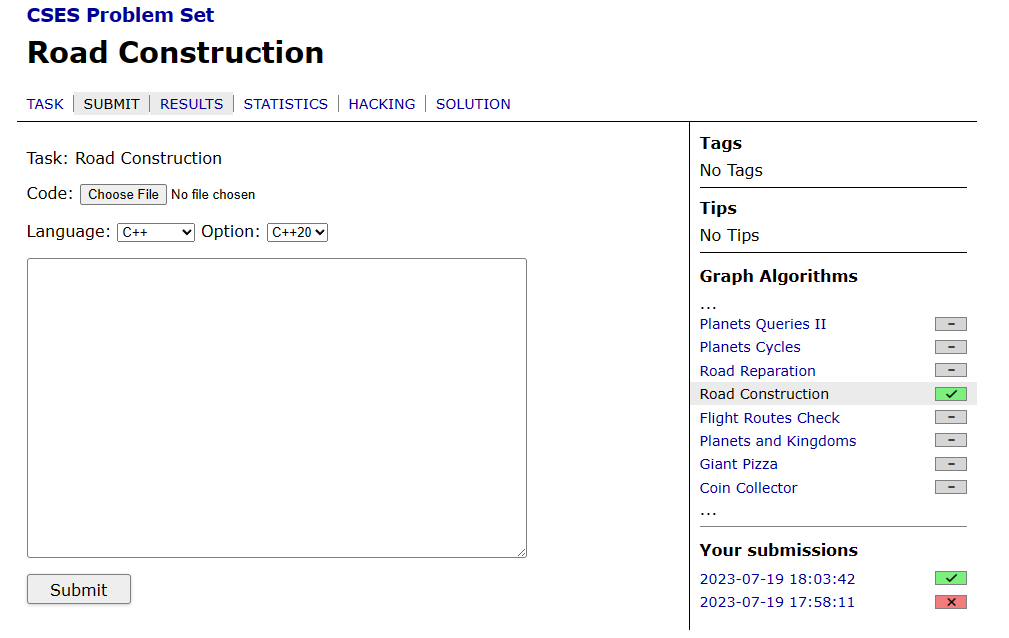 CSES Problem Set
Road Construction
TASK SUBMIT RESULTS STATISTICS HACKING SOLUTION
Task: Road Construction
Code: Choose File No file chosen
Language: C++ Option: C++20
Submit
Tags
No Tags
Tips
No Tips
Graph Algorithms
...
Planets Queries II
Planets Cycles
Road Reparation
Road Construction
Flight Routes Check
Planets and Kingdoms
Giant Pizza
Coin Collector
...
Your submissions
2023-07-19 18:03:42
2023-07-19 17:58:11